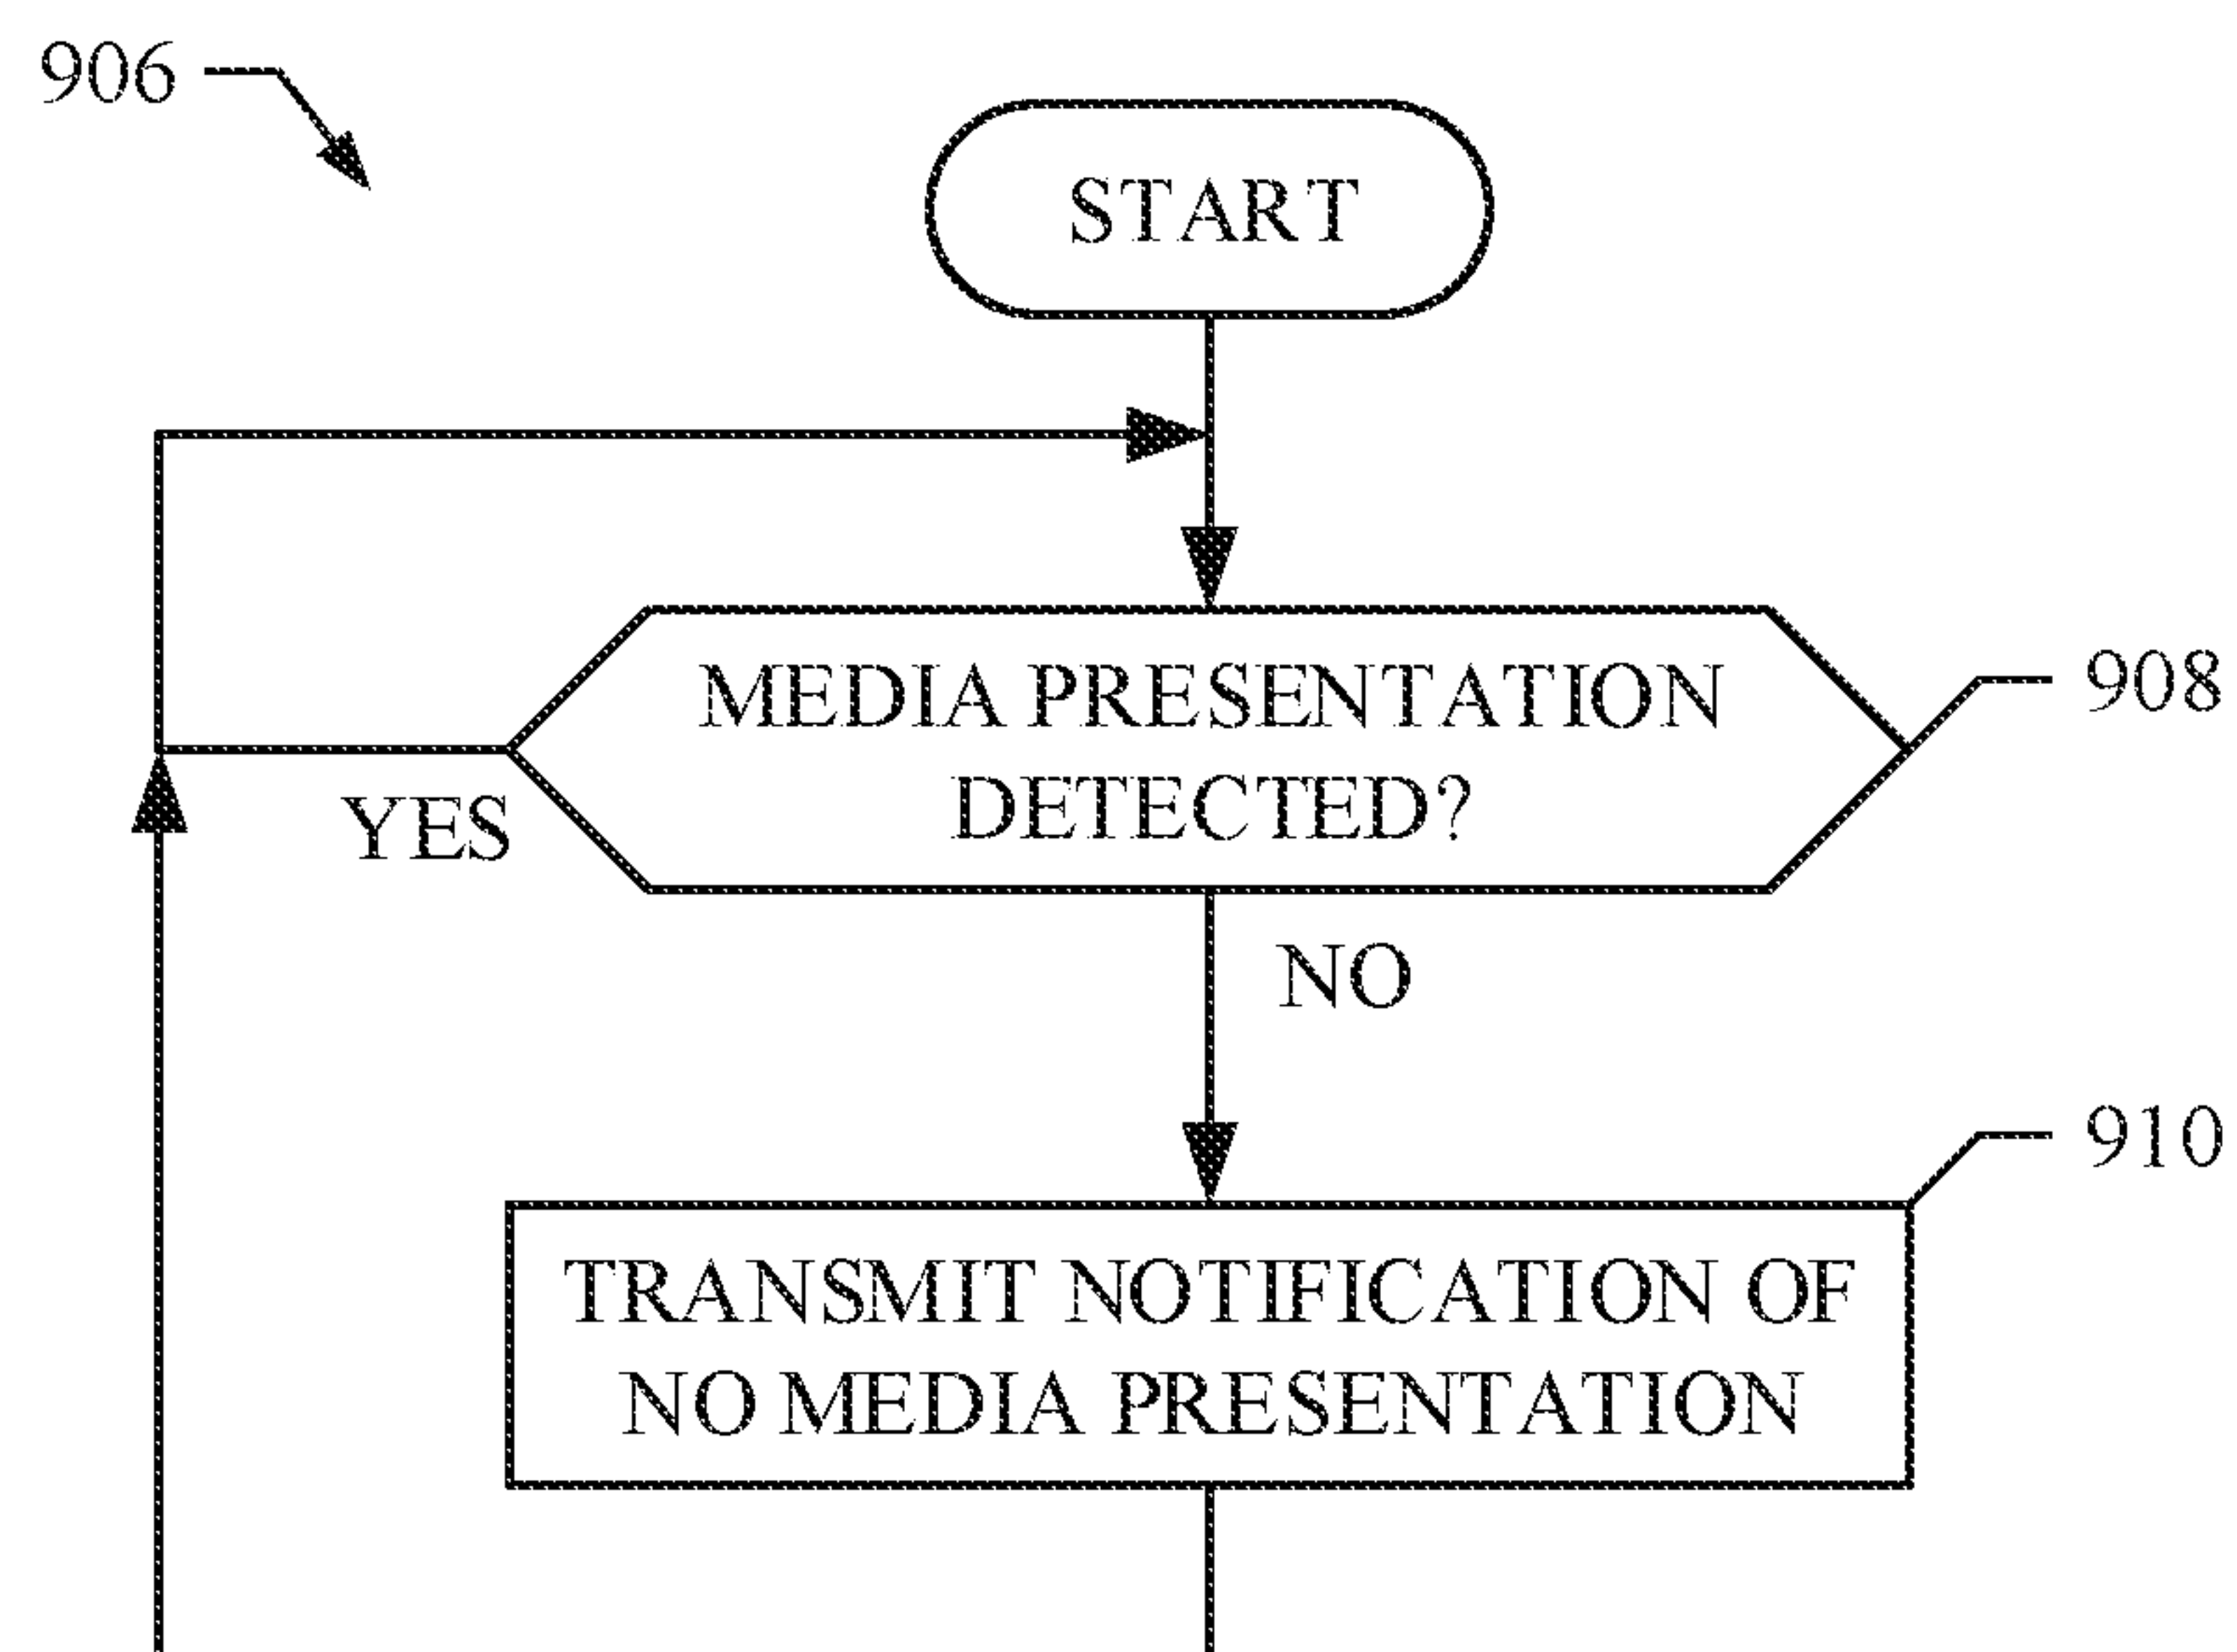 906
START
MEDIA PRESENTATION
DETECTED?
908
YES
NO
910
TRANSMIT NOTIFICATION OF
NO MEDIA PRESENTATION